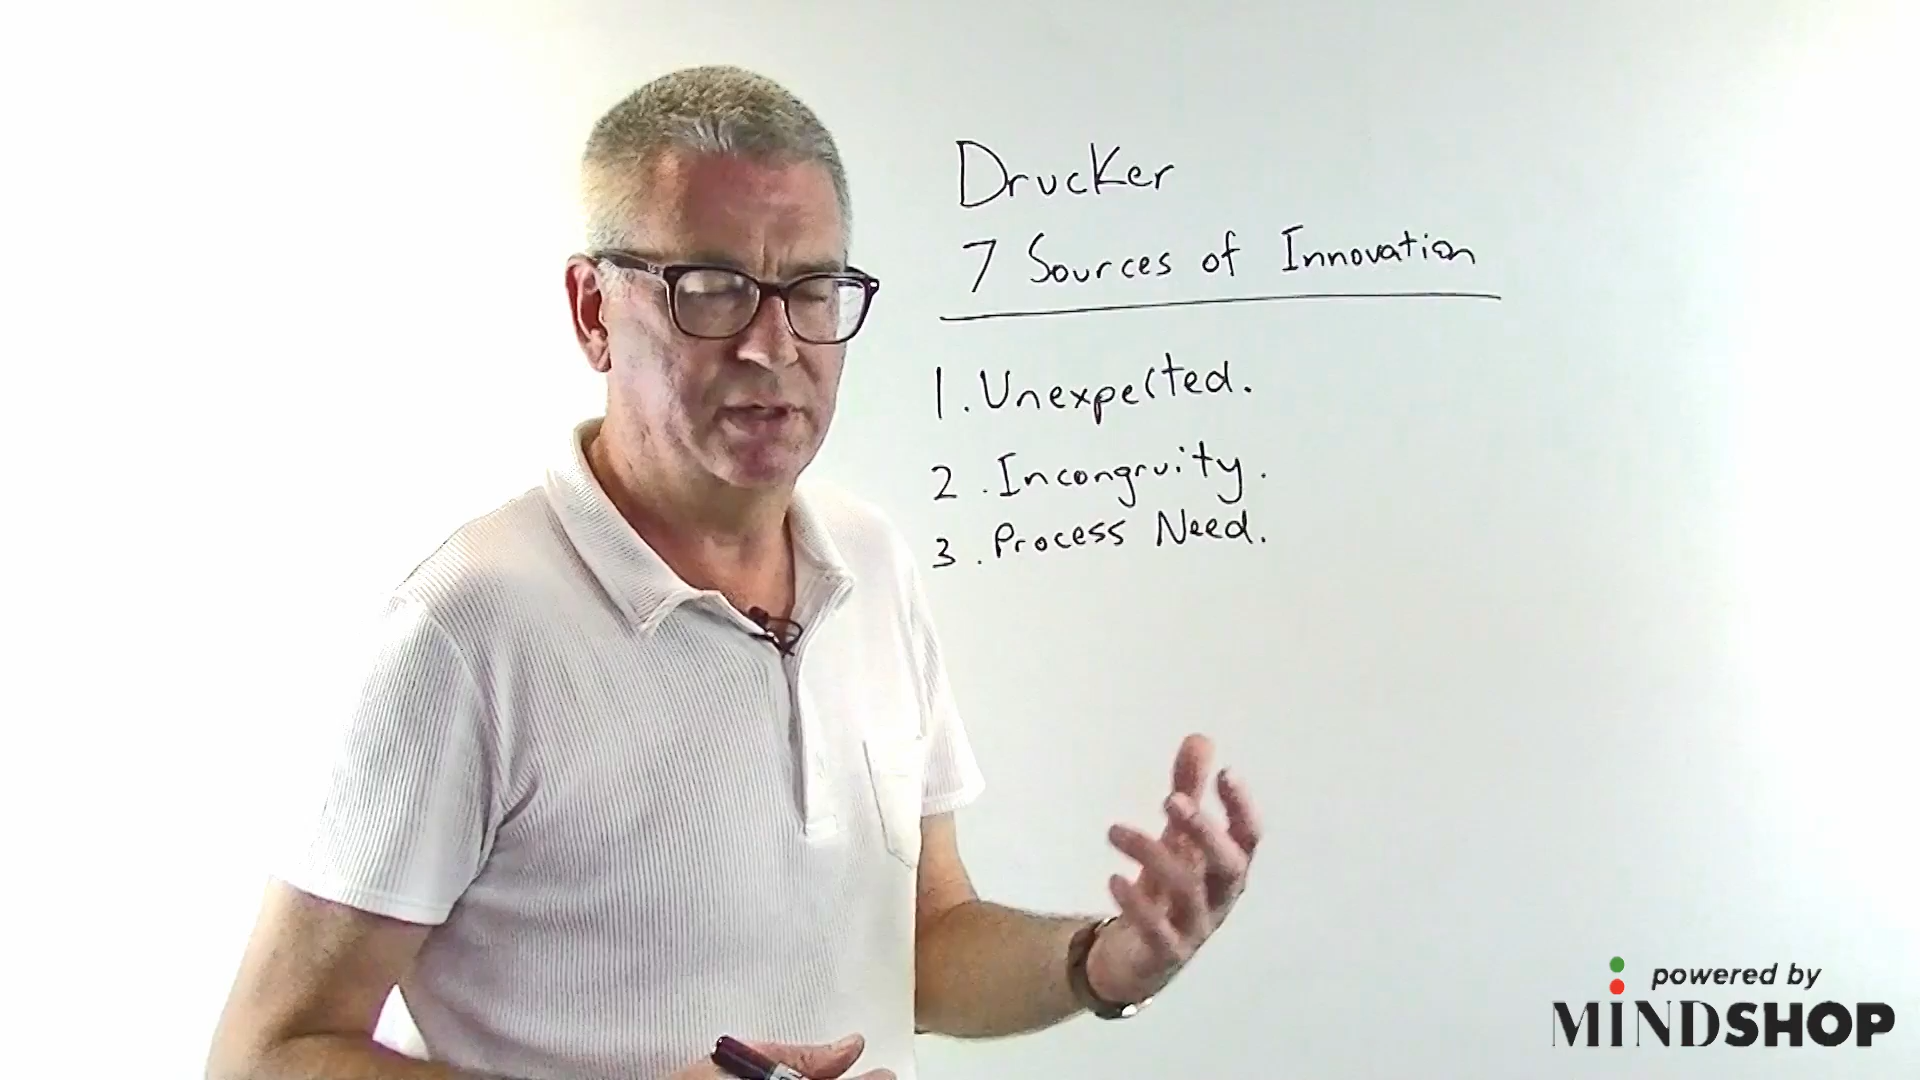 Drucker
7 Sources of Innovation
1. Unexpected.
2. Incongruity.
3. Process Need.
powered by
MiNDSHOP